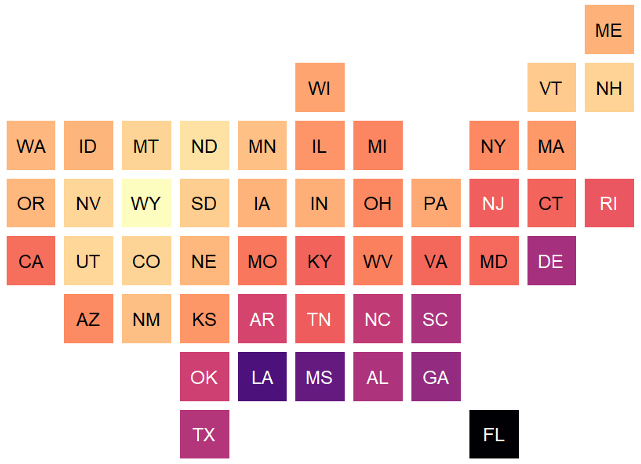 ME
WI VT NH
WA ID MT ND MN IL MI NY MA
OR NV WY SD IA IN OH PA NJ CT RI
CA UT CO NE MO KY WV VA MD DE
AZ NM KS AR TN NC SC
OK LA MS AL GA
TX FL